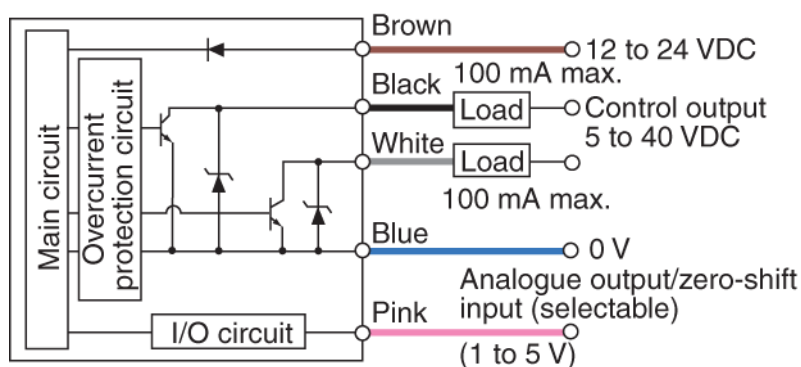 Brown
12 to 24 VDC
100 mA max.
Black
Load
Control output
5 to 40 VDC
White
Load
100 mA max.
Blue
0 V
Analogue output/zero-shift
input (selectable)
Pink
(1 to 5 V)
Main circuit
Overcurrent
protection circuit
I/O circuit